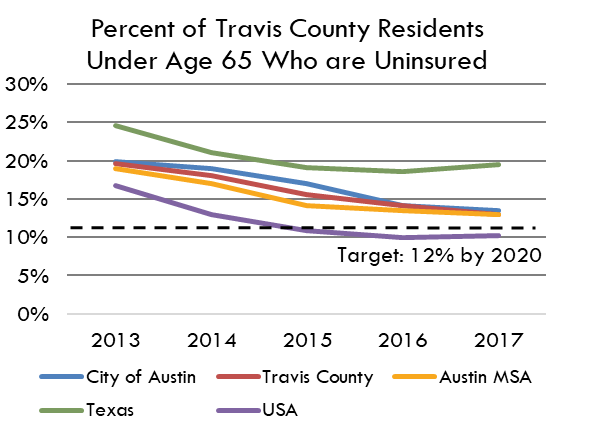 Percent of Travis County Residents
Under Age 65 Who are Uninsured
30%
25%
20%
15%
10%
5%
0%
Target: 12% by 2020
2013 2014 2015 2016 2017
City of Austin Travis County Austin MSA
Texas USA